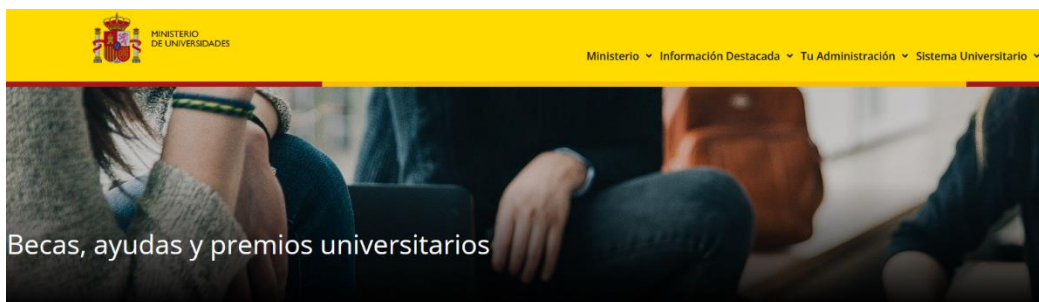 MINISTERIO
DE UNIVERSIDADES
Ministerio Información Destacada Tu Administración Sistema Universitario
Becas, ayudas y premios universitarios